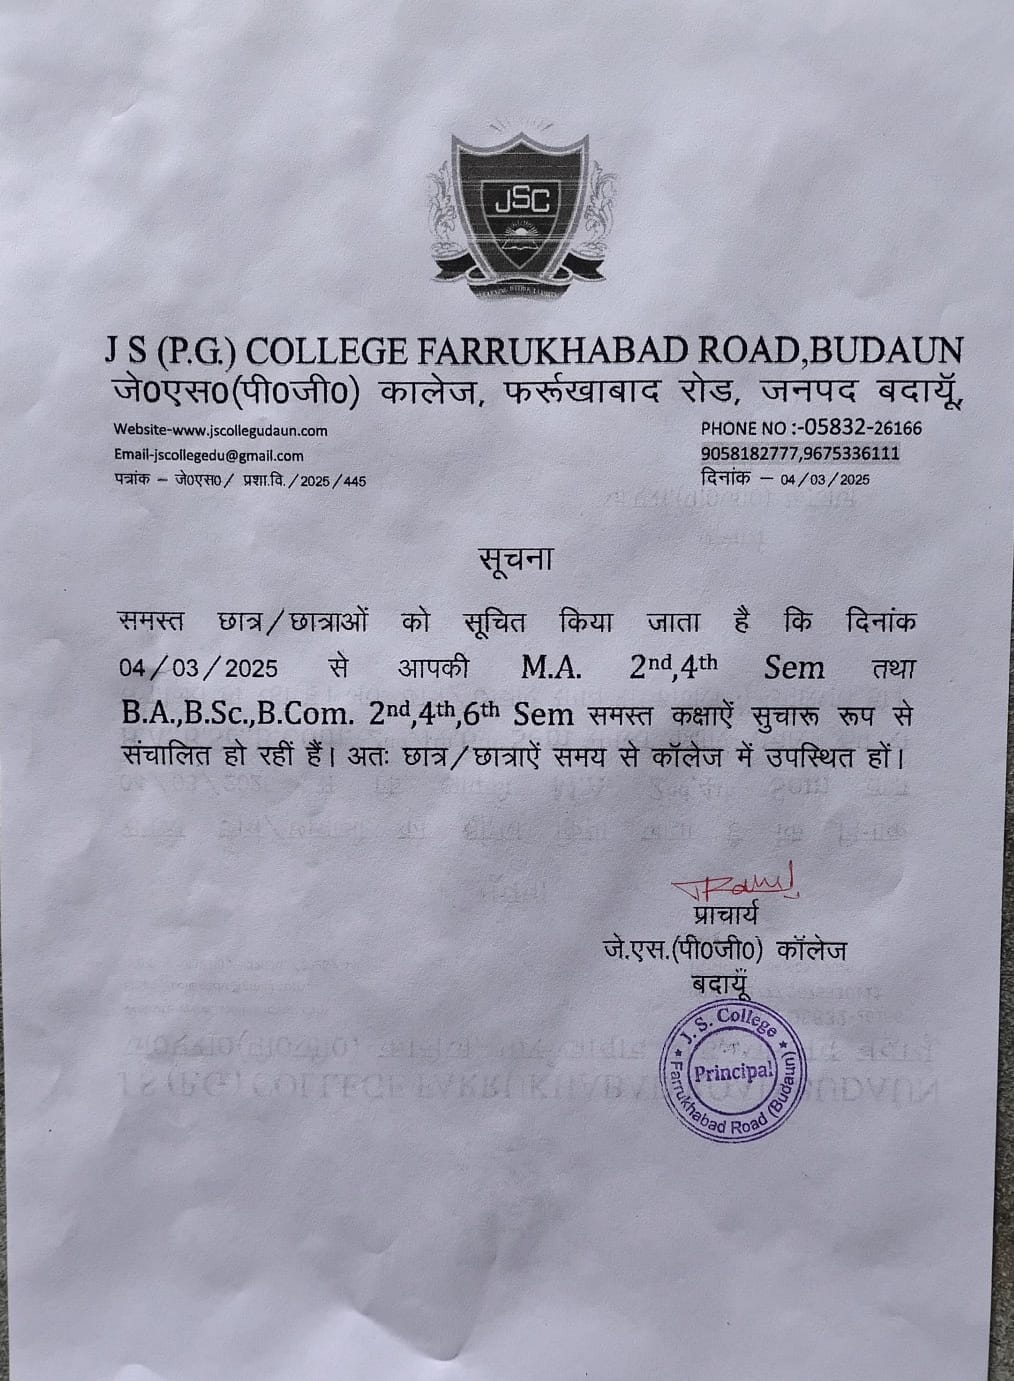 JSC
J S (P.G.) COLLEGE FARRUKHABAD ROAD,BUDAUN
जे0एस0(पी0जी0) कालेज, फर्रूखाबाद रोड, जनपद बदायूॅं,
Website-www.jscollegudaun.com
PHONE NO :-05832-26166
Email-jscollegedu@gmail.com
9058182777,9675336111
पत्रांक – जे0एस0/ प्रशा.वि./2025/445
दिनांक – 04/03/2025
सूचना
समस्त छात्र/छात्राओं को सूचित किया जाता है कि दिनांक
04/03/2025 से आपकी M.A. 2nd,4th Sem तथा
B.A.,B.Sc.,B.Com. 2nd,4th,6th Sem समस्त कक्षाऐं सुचारू रूप से
संचालित हो रहीं हैं। अतः छात्र/छात्राऐं समय से कॉलेज में उपस्थित हों।
प्राचार्य
जे.एस.(पी0जी0) कॉलेज
बदायूँ
J. S. College
Principal
Farrukhabad Road (Budaun)